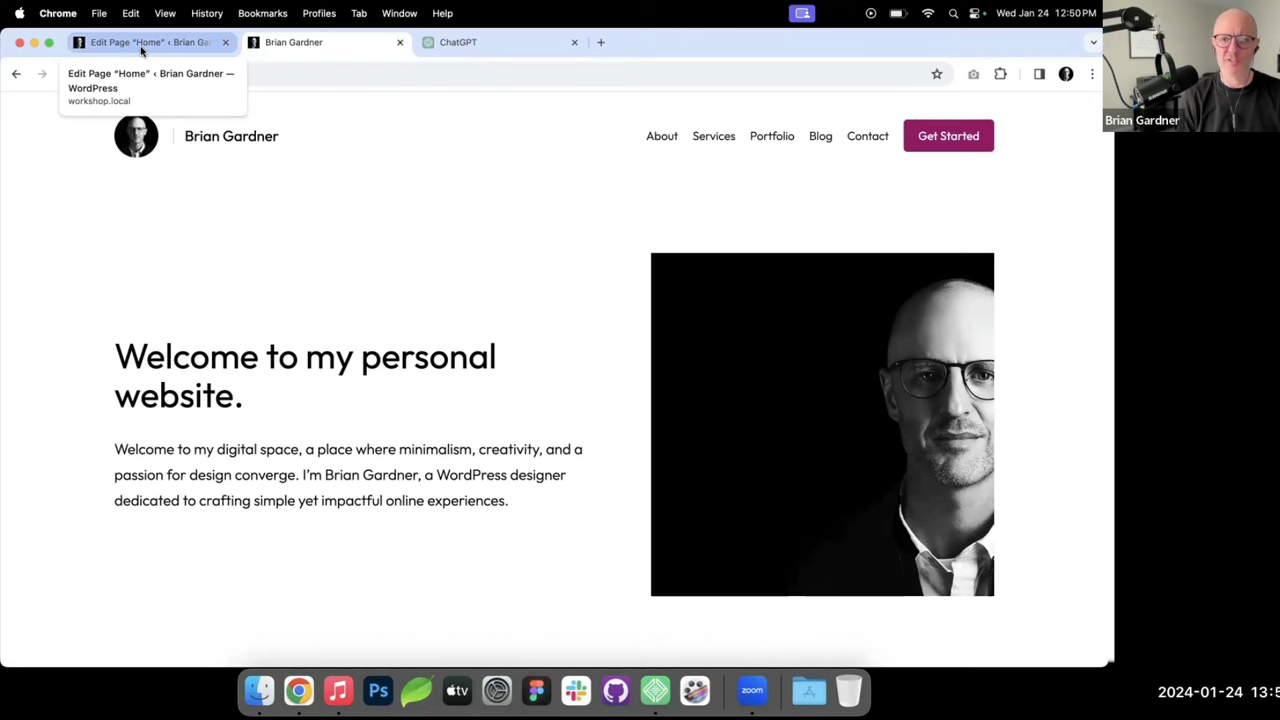 Chrome File Edit View History Bookmarks Profiles Tab Window Help
Wed Jan 24 12:50 PM
Edit Page “Home” ‹ Brian Ga
Brian Gardner
ChatGPT
Edit Page “Home” ‹ Brian Gardner —
WordPress
workshop.local
Brian Gardner
Brian Gardner
About Services Portfolio Blog Contact Get Started
Welcome to my personal
website.
Welcome to my digital space, a place where minimalism, creativity, and a
passion for design converge. I’m Brian Gardner, a WordPress designer
dedicated to crafting simple yet impactful online experiences.
Ps
tv
zoom
2024-01-24 13:5